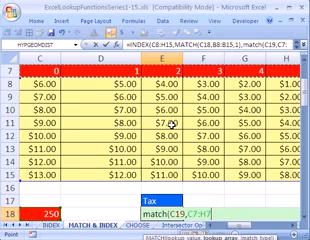 ExcelLookupFunctionsSeries1-15.xls [Compatibility Mode]
Home Insert Page Layout Formulas Data Review View Developer
HYPGEOMDIST =INDEX(C8:H15,MATCH(C18,B8:B15,1),match(C19,C7:
C D E F G H
7 0 1 2 3 4
8 $6.00 $5.00 $4.00 $3.00 $2.00 $1.00
9 $7.00 $6.00 $5.00 $4.00 $3.00 $2.00
10 $8.00 $7.00 $6.00 $5.00 $4.00 $3.00
11 $9.00 $8.00 $7.00 $6.00 $5.00 $4.00
12 $10.00 $9.00 $8.00 $7.00 $6.00 $5.00
13 $11.00 $10.00 $9.00 $8.00 $7.00 $6.00
14 $12.00 $11.00 $10.00 $9.00 $8.00 $7.00
15 $13.00 $12.00 $11.00 $10.00 $9.00 $8.00
16
17 Tax
18 250 match(C19,C7:H7
INDEX MATCH & INDEX CHOOSE Intersector Op
Point MATCH(lookup_value, lookup_array, [match_type])